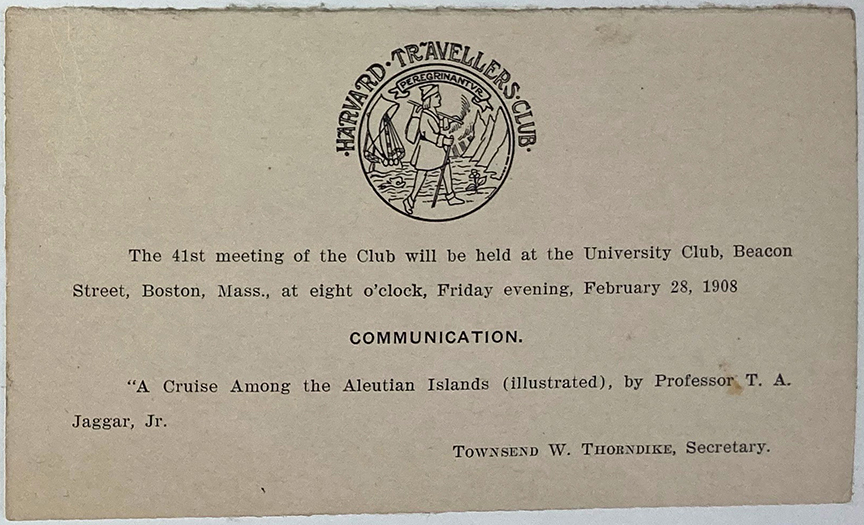 ·HARVARD·TRAVELLERS·CLUB·
PEREGRINANTVR
The 41st meeting of the Club will be held at the University Club, Beacon
Street, Boston, Mass., at eight o'clock, Friday evening, February 28, 1908
COMMUNICATION.
"A Cruise Among the Aleutian Islands (illustrated), by Professor T. A.
Jaggar, Jr.
TOWNSEND W. THORNDIKE, Secretary.